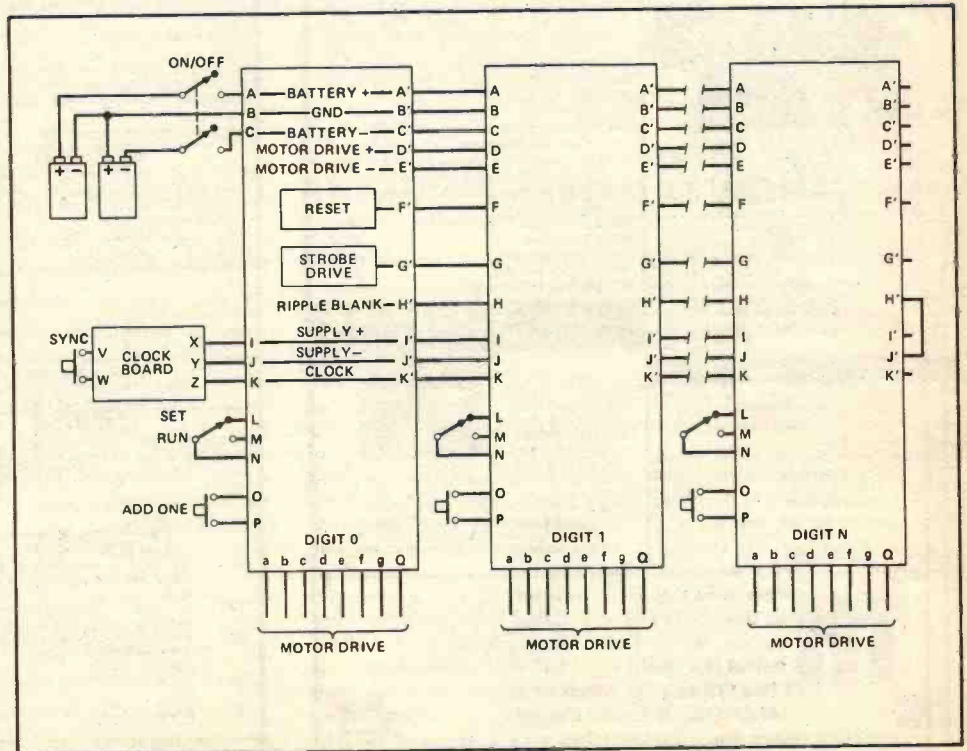 ON/OFF
A BATTERY + A' A A' A A'
B GND B' B B' B B'
C BATTERY – C' C C' C C'
MOTOR DRIVE + D' D D' D D'
MOTOR DRIVE – E' E E' E E'
+ – + –
RESET F' F F' F F'
STROBE DRIVE G' G G' G G'
RIPPLE BLANK H' H H' H H'
SYNC V W CLOCK BOARD X Y Z
I SUPPLY + I' I I' I I'
J SUPPLY – J' J J' J J'
K CLOCK K' K K' K K'
SET L L L
RUN M M M
N N N
O O O
ADD ONE
P P P
DIGIT 0 DIGIT 1 DIGIT N
a b c d e f g Q a b c d e f g Q a b c d e f g Q
MOTOR DRIVE MOTOR DRIVE MOTOR DRIVE